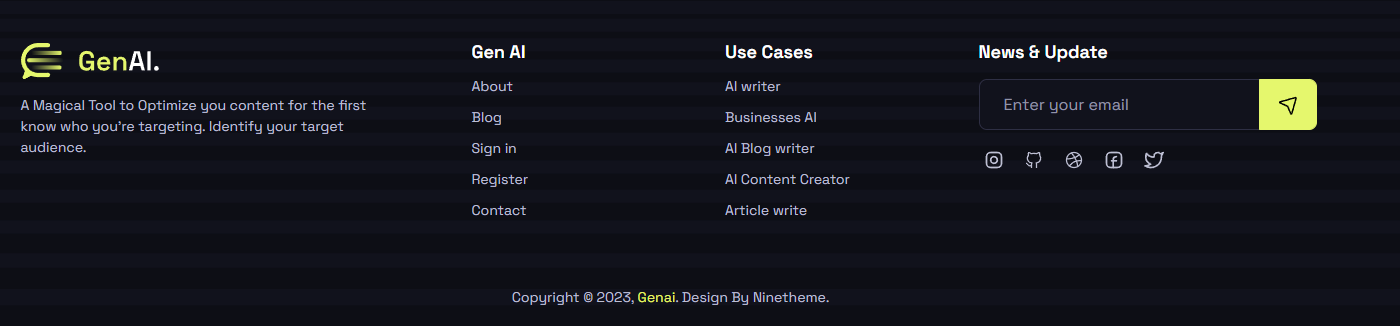 GenAI.
A Magical Tool to Optimize you content for the first
know who you're targeting. Identify your target
audience.
Gen AI
About
Blog
Sign in
Register
Contact
Use Cases
AI writer
Businesses AI
AI Blog writer
AI Content Creator
Article write
News & Update
Enter your email
Copyright © 2023, Genai. Design By Ninetheme.